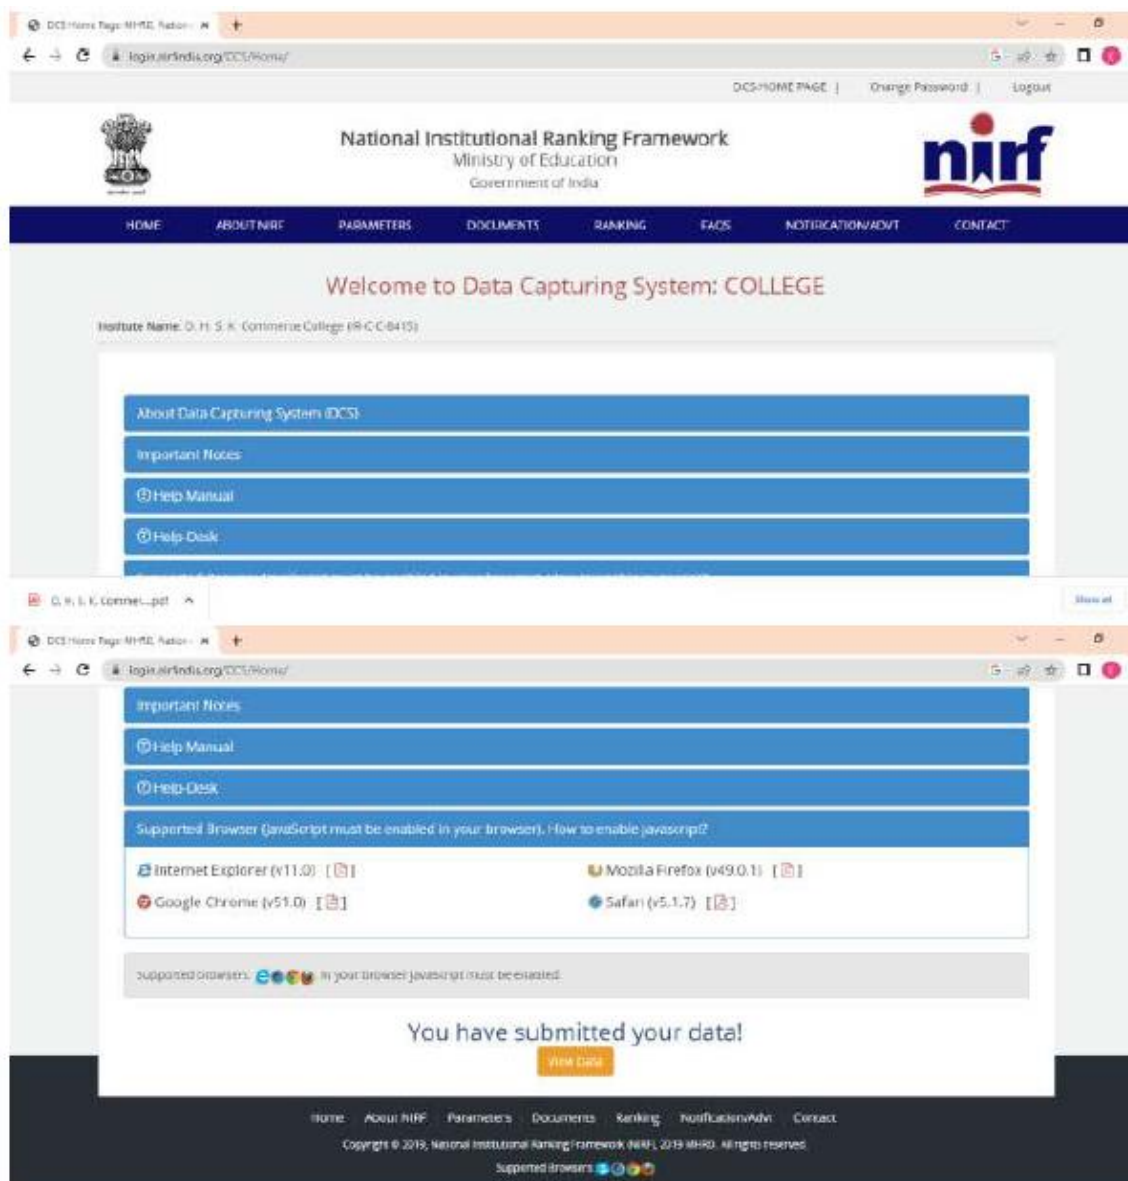 DCS Home Page: MHRD, Nation
login.nirfindia.org/DCS/Home/
DCS-HOME PAGE | Change Password | Logout
National Institutional Ranking Framework
Ministry of Education
Government of India
nirf
HOME ABOUT NIRF PARAMETERS DOCUMENTS RANKING FAQS NOTIFICATION/ADVT CONTACT
Welcome to Data Capturing System: COLLEGE
Institute Name: D. H. S. K. Commerce College (IR-C-C-8415)
About Data Capturing System (DCS)
Important Notes
Help Manual
Help-Desk
D. H. S. K. Commer....pdf Show all
DCS Home Page: MHRD, Nation
login.nirfindia.org/DCS/Home/
Important Notes
Help Manual
Help-Desk
Supported Browser (JavaScript must be enabled in your browser). How to enable javascript?
Internet Explorer (v11.0) [ ] Mozilla Firefox (v49.0.1) [ ]
Google Chrome (v51.0) [ ] Safari (v5.1.7) [ ]
Supported browsers: In your browser javascript must be enabled.
You have submitted your data!
View Data
Home About NIRF Parameters Documents Ranking Notification/Advt Contact
Copyright © 2019, National Institutional Ranking Framework (NIRF), 2019 MHRD. All rights reserved.
Supported Browsers: